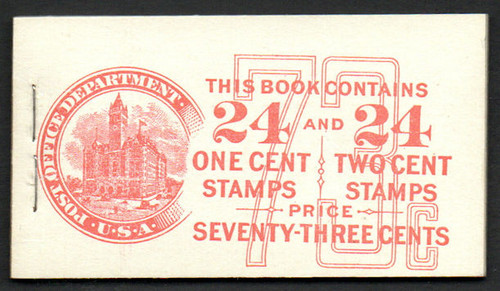 POST OFFICE DEPARTMENT
· U·S·A·
73c
THIS BOOK CONTAINS
24 AND 24
ONE CENT TWO CENT
STAMPS STAMPS
PRICE
SEVENTY-THREE CENTS